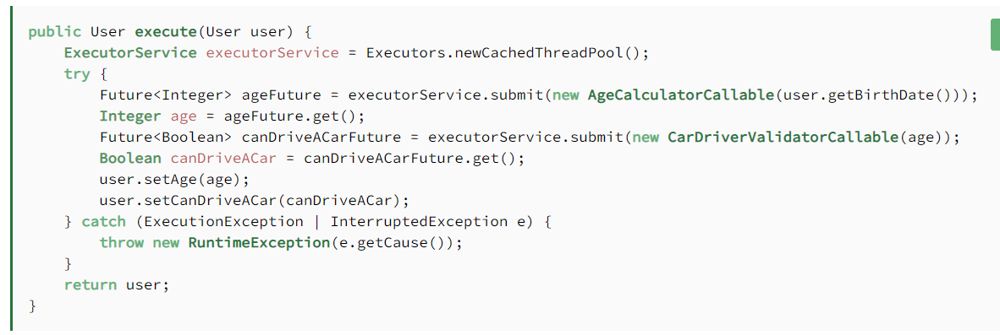 public User execute(User user) {
    ExecutorService executorService = Executors.newCachedThreadPool();
    try {
        Future<Integer> ageFuture = executorService.submit(new AgeCalculatorCallable(user.getBirthDate()));
        Integer age = ageFuture.get();
        Future<Boolean> canDriveACarFuture = executorService.submit(new CarDriverValidatorCallable(age));
        Boolean canDriveACar = canDriveACarFuture.get();
        user.setAge(age);
        user.setCanDriveACar(canDriveACar);
    } catch (ExecutionException | InterruptedException e) {
        throw new RuntimeException(e.getCause());
    }
    return user;
}